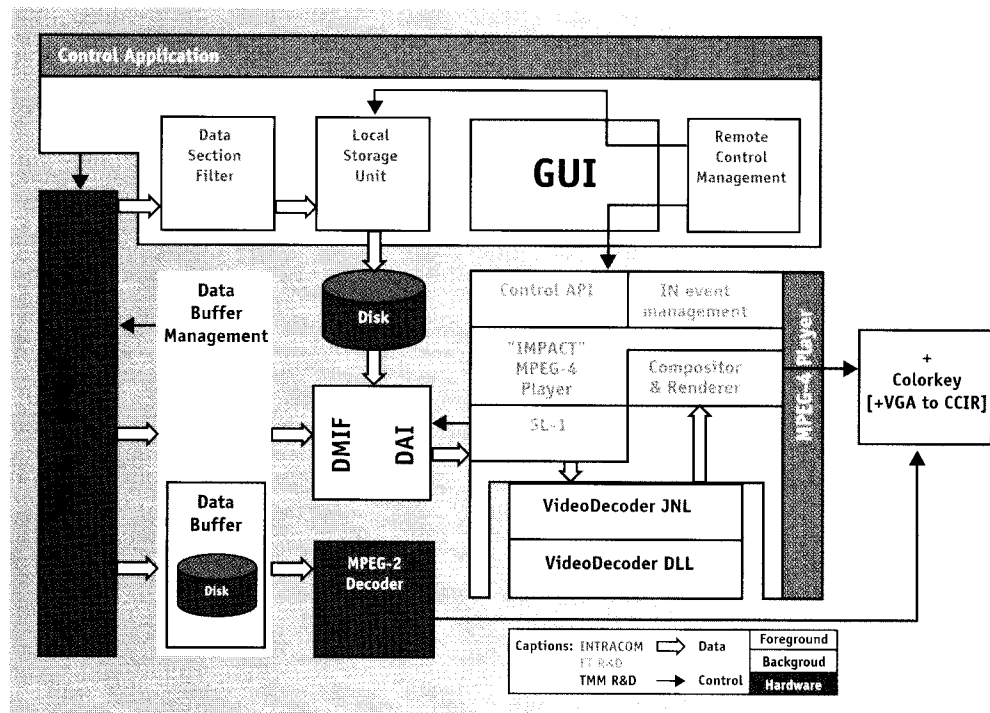 Control Application
Data
Section
Filter
Local
Storage
Unit
GUI
Remote
Control
Management
Data
Buffer
Management
Disk
Control API
IN event
management
"IMPACT"
MPEG-4
Player
Compositor
& Renderer
SL-1
MPEG-4 Player
+
Colorkey
[+VGA to CCIR]
DMIF
DAI
Data
Buffer
Disk
MPEG-2
Decoder
VideoDecoder JNL
VideoDecoder DLL
Captions: INTRACOM
FT R&D
TMM R&D
Data
Control
Foreground
Backgroud
Hardware